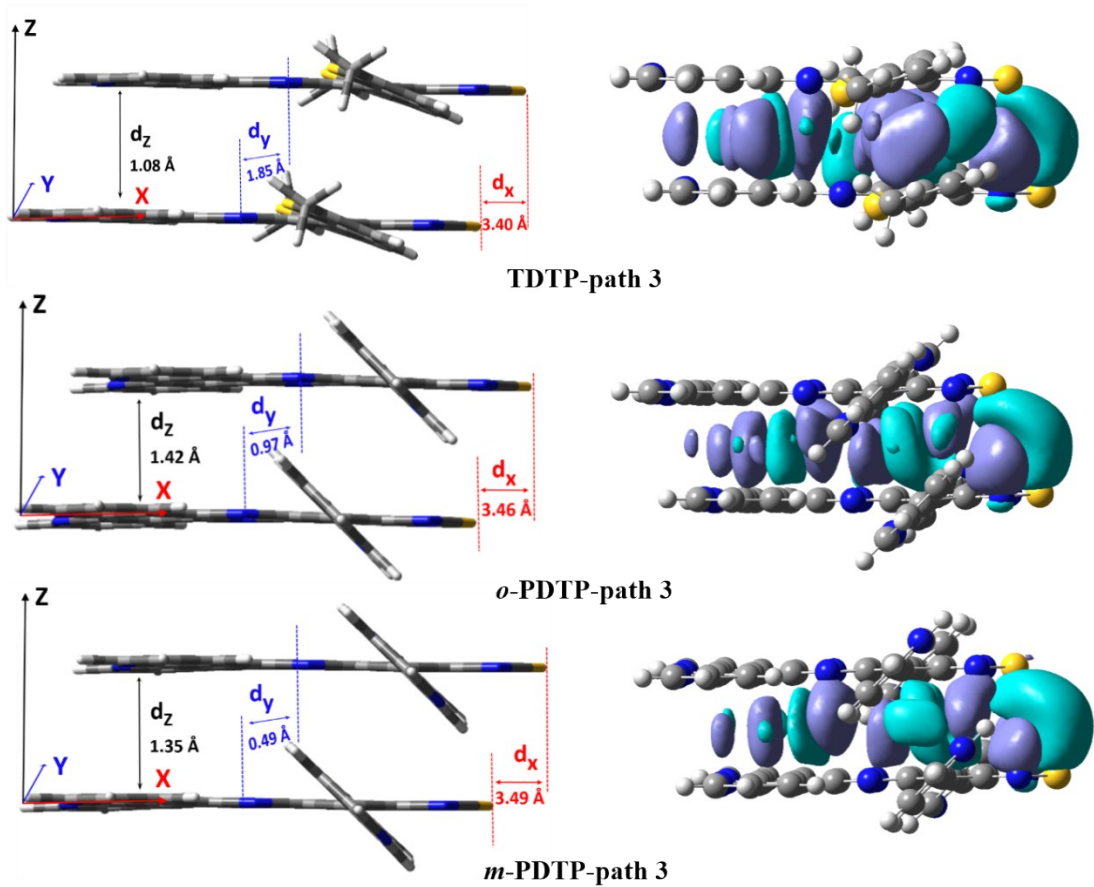 Z
dZ
1.08 Å
dy
1.85 Å
Y
X
dx
3.40 Å
TDTP-path 3
Z
dZ
1.42 Å
dy
0.97 Å
Y
X
dx
3.46 Å
o-PDTP-path 3
Z
dZ
1.35 Å
dy
0.49 Å
Y
X
dx
3.49 Å
m-PDTP-path 3